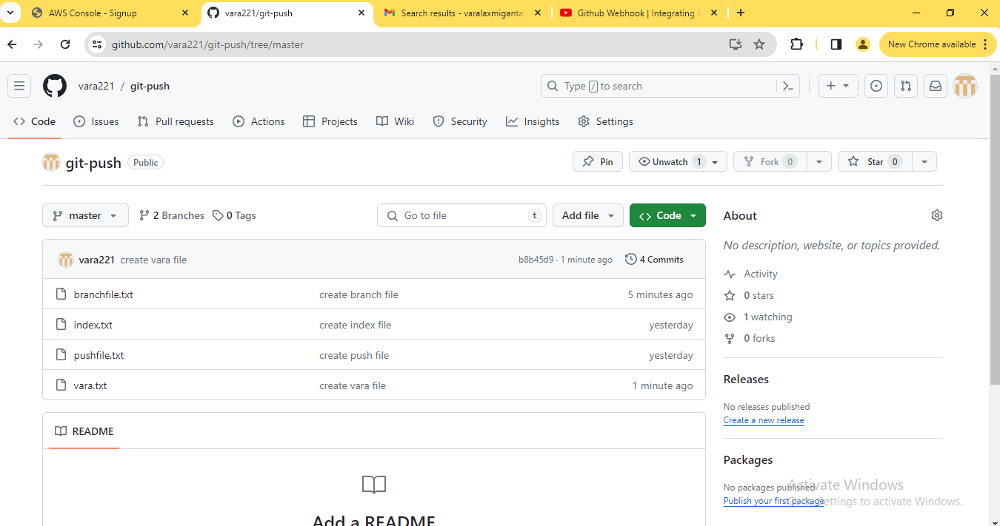 AWS Console - Signup
vara221/git-push
Search results - varalaxmiganta
Github Webhook | Integrating J
github.com/vara221/git-push/tree/master
New Chrome available
vara221 / git-push
Type / to search
Code Issues Pull requests Actions Projects Wiki Security Insights Settings
git-push Public
Pin Unwatch 1 Fork 0 Star 0
master 2 Branches 0 Tags Go to file t Add file Code
vara221 create vara file b8b45d9 · 1 minute ago 4 Commits
branchfile.txt create branch file 5 minutes ago
index.txt create index file yesterday
pushfile.txt create push file yesterday
vara.txt create vara file 1 minute ago
README
Add a README
About
No description, website, or topics provided.
Activity
0 stars
1 watching
0 forks
Releases
No releases published
Create a new release
Packages
No packages published
Publish your first package
Activate Windows
Go to Settings to activate Windows.